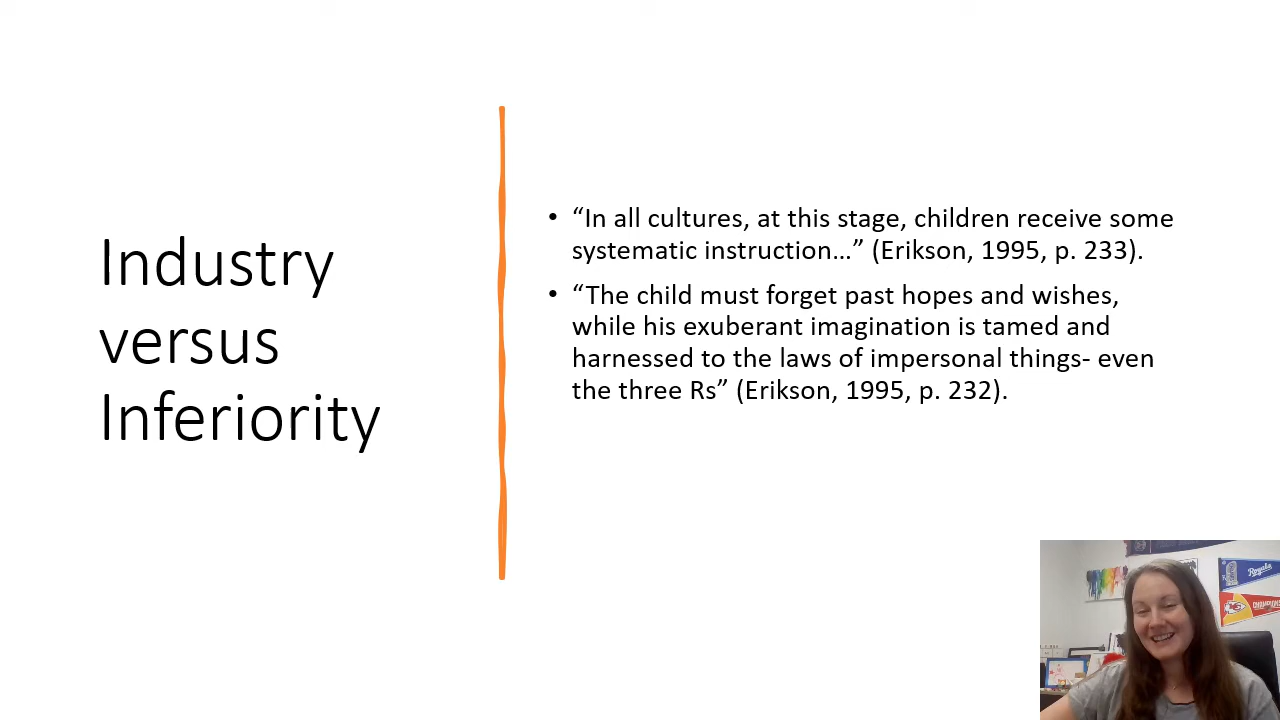 Industry
versus
Inferiority
• “In all cultures, at this stage, children receive some
systematic instruction…” (Erikson, 1995, p. 233).
• “The child must forget past hopes and wishes,
while his exuberant imagination is tamed and
harnessed to the laws of impersonal things- even
the three Rs” (Erikson, 1995, p. 232).
Royals